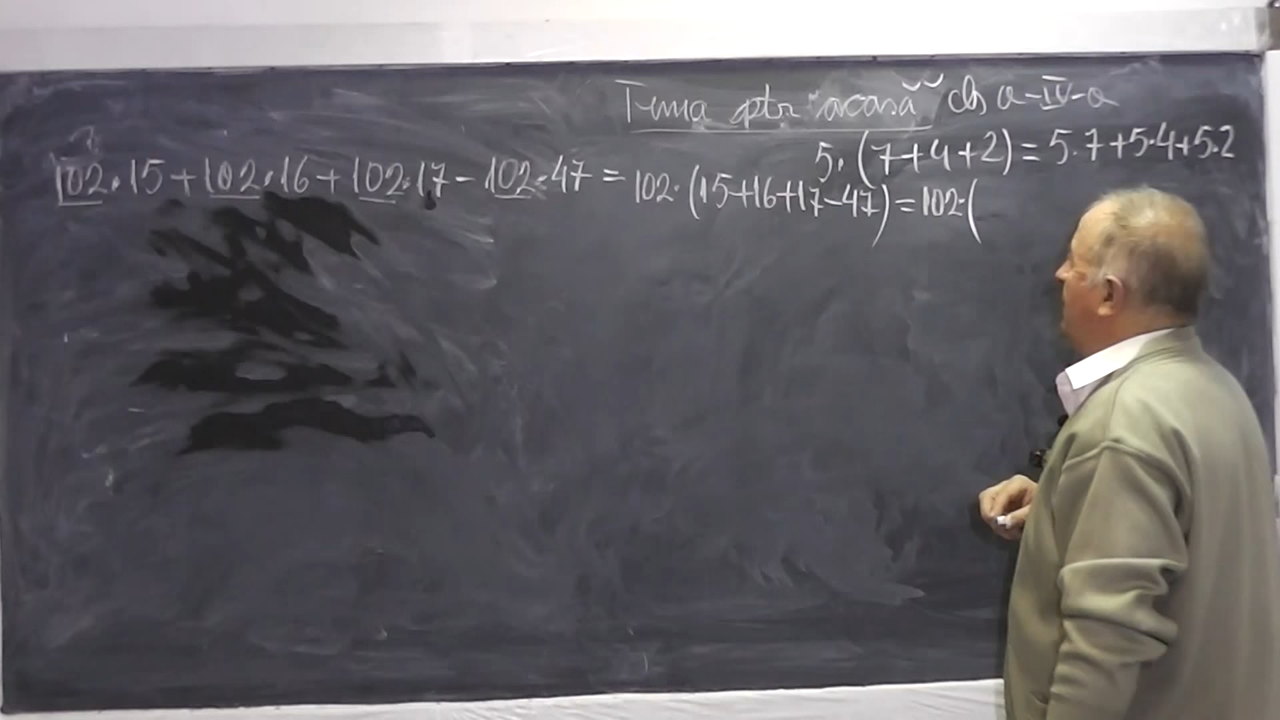 Tema ptr acasă cls a-IV-a
5·(7+4+2)=5·7+5·4+5·2
102·15+102·16+102·17-102·47=102·(15+16+17-47)=102·(